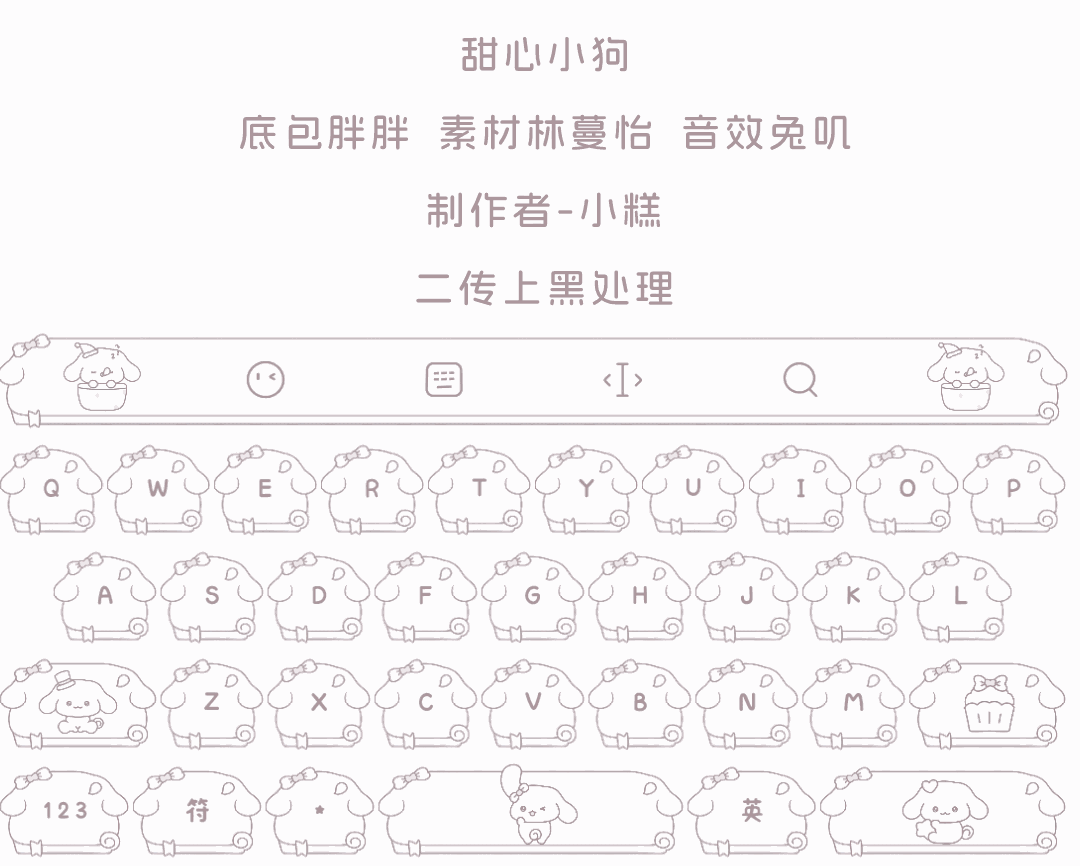 甜心小狗
底包胖胖 素材林蔓怡 音效兔叽
制作者-小糕
二传上黑处理
Q W E R T Y U I O P
A S D F G H J K L
Z X C V B N M
123 符 英